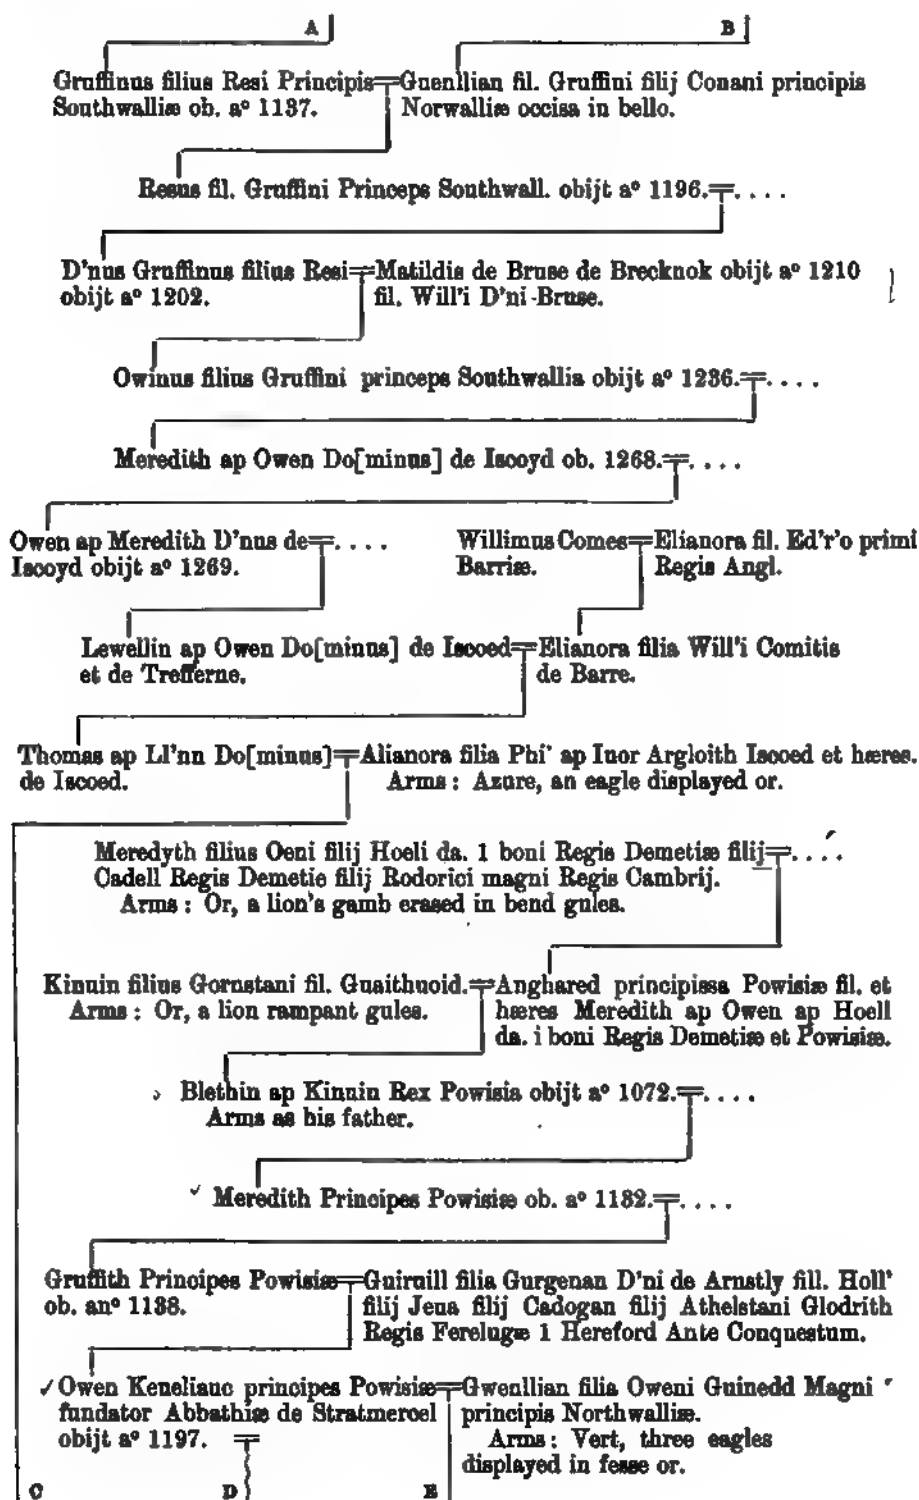 A B
Gruffinus filius Resi Principis Guenllian fil. Gruffini filij Conani principis
Southwalliæ ob. aº 1137. Norwalliæ occisa in bello.
Resus fil. Gruffini Princeps Southwall. obijt aº 1196. . . . .
D'nus Gruffinus filius Resi Matildis de Bruse de Brecknok obijt aº 1210
obijt aº 1202. fil. Will'i D'ni Bruse.
Owinus filius Gruffini princeps Southwallia obijt aº 1236. . . . .
Meredith ap Owen Do[minus] de Iscoyd ob. 1268. . . . .
Owen ap Meredith D'nus de . . . . Willimus Comes Elianora fil. Ed'r'o primi
Iscoyd obijt aº 1269. Barriæ. Regis Angl.
Lewellin ap Owen Do[minus] de Iscoed Elianora filia Will'i Comitis
et de Trefferne. de Barre.
Thomas ap Ll'nn Do[minus] Alianora filia Phi' ap Iuor Argloith Iscoed et hæres.
de Iscoed. Arms : Azure, an eagle displayed or.
Meredyth filius Oeni filij Hoeli da. 1 boni Regis Demetiæ filij . . . .
Cadell Regis Demetie filij Rodorici magni Regis Cambrij.
Arms : Or, a lion's gamb erased in bend gules.
Kinuin filius Gornstani fil. Guaithuoid. Anghared principissa Powisiæ fil. et
Arms : Or, a lion rampant gules. hæres Meredith ap Owen ap Hoell
da. i boni Regis Demetiæ et Powisiæ.
Blethin ap Kinuin Rex Powisia obijt aº 1072. . . . .
Arms as his father.
Meredith Principes Powisiæ ob. aº 1132. . . . .
Gruffith Principes Powisiæ Guiruill filia Gurgenan D'ni de Arnstly fill. Holl'
ob. anº 1138. filij Jeua filij Cadogan filij Athelstani Glodrith
Regis Ferelugæ 1 Hereford Ante Conquestum.
Owen Keneliauc principes Powisiæ Gwenllian filia Oweni Guinedd Magni
fundator Abbathiæ de Stratmercel principis Northwalliæ.
obijt aº 1197. Arms : Vert, three eagles
displayed in fesse or.
C D E